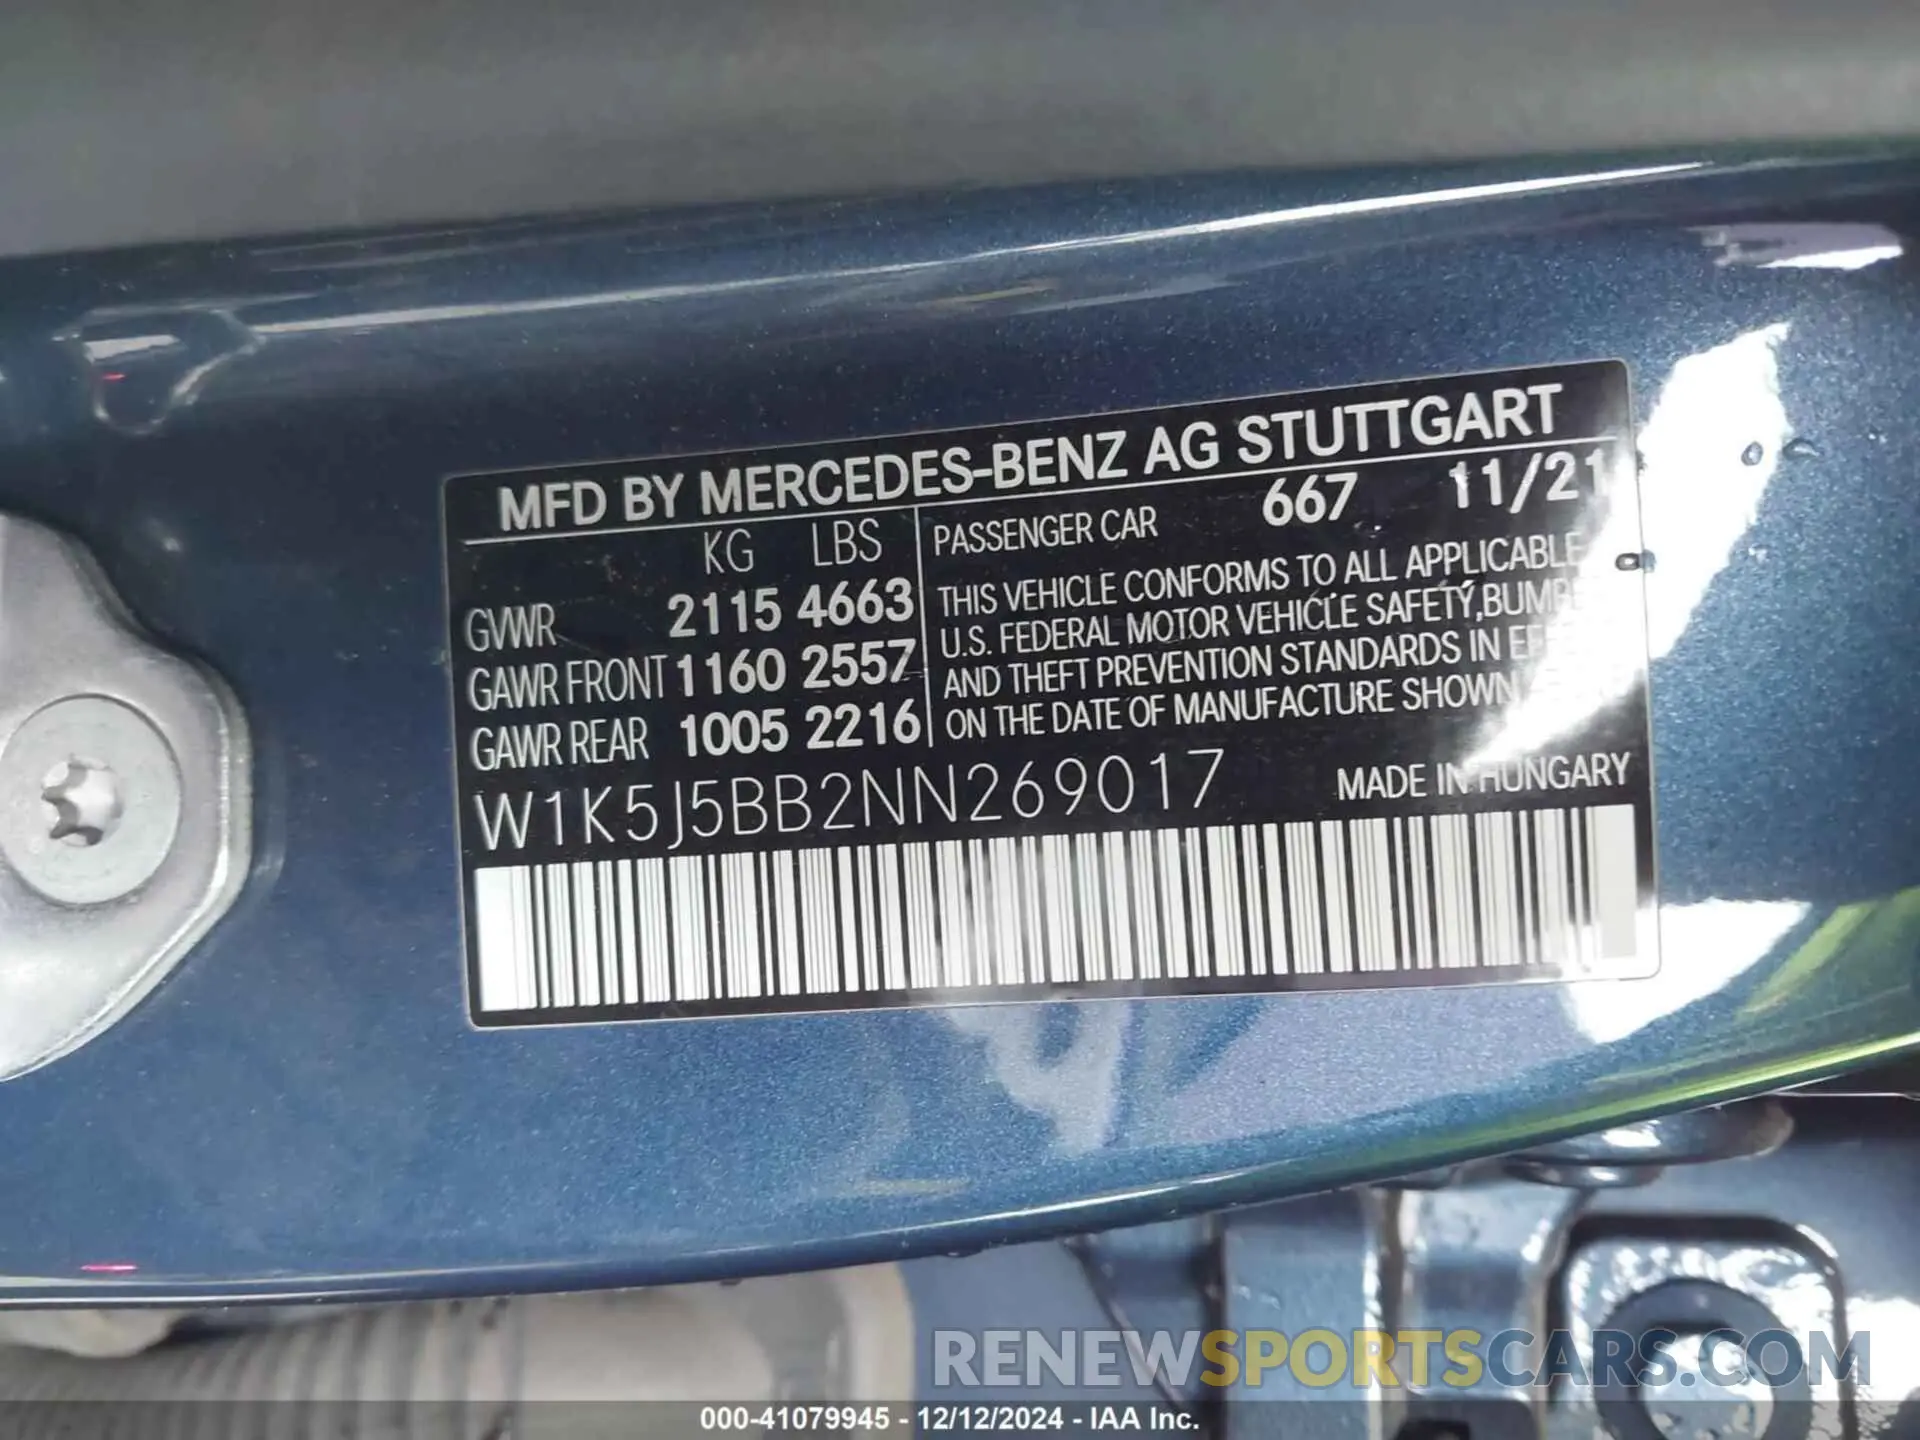 MFD BY MERCEDES-BENZ AG STUTTGART
KG LBS
GVWR 2115 4663
GAWR FRONT 1160 2557
GAWR REAR 1005 2216
PASSENGER CAR 667 11/21
THIS VEHICLE CONFORMS TO ALL APPLICABLE
U.S. FEDERAL MOTOR VEHICLE SAFETY,
AND THEFT PREVENTION STANDARDS IN
ON THE DATE OF MANUFACTURE SHOWN
W1K5J5BB2NN269017 MADE IN HUNGARY
RENEWSPORTSCARS.COM
000-41079945 - 12/12/2024 - IAA Inc.